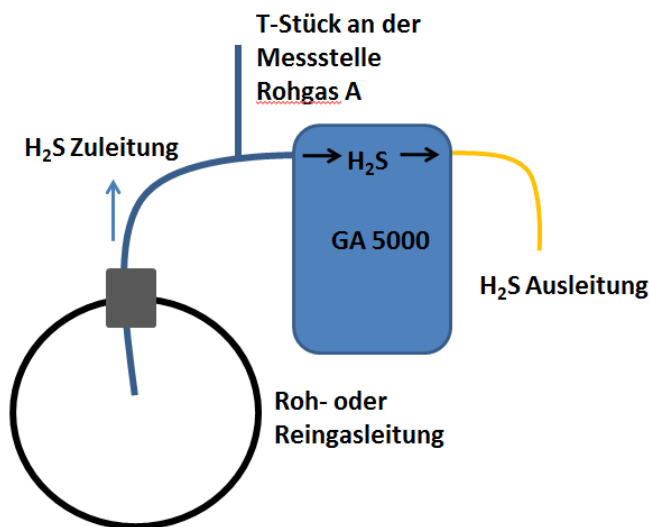 T-Stück an der
Messstelle
Rohgas A
H₂S Zuleitung
H₂S
GA 5000
H₂S Ausleitung
Roh- oder
Reingasleitung